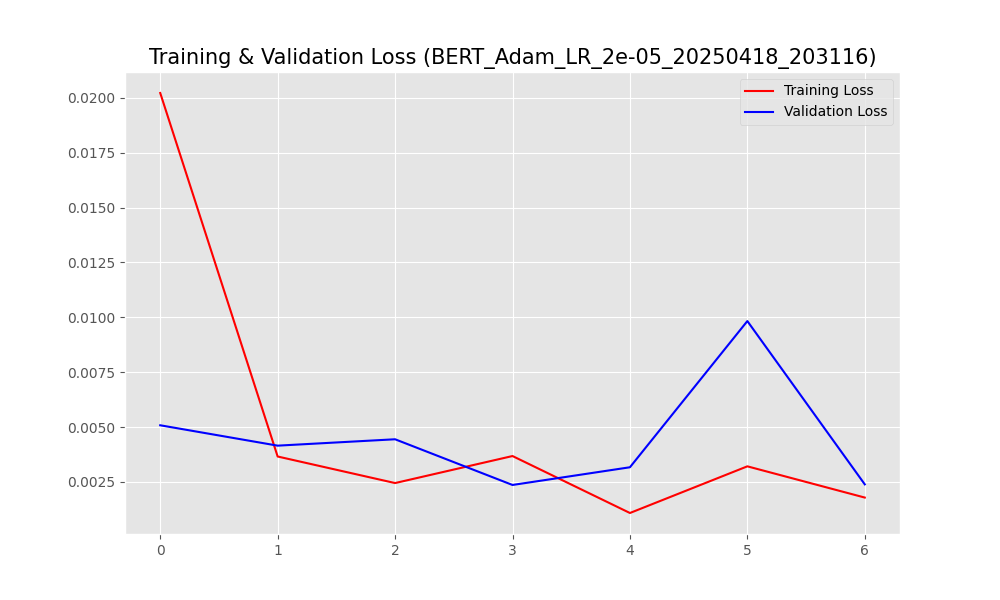 Training & Validation Loss (BERT_Adam_LR_2e-05_20250418_203116)
Training Loss
Validation Loss
0.0200
0.0175
0.0150
0.0125
0.0100
0.0075
0.0050
0.0025
0 1 2 3 4 5 6